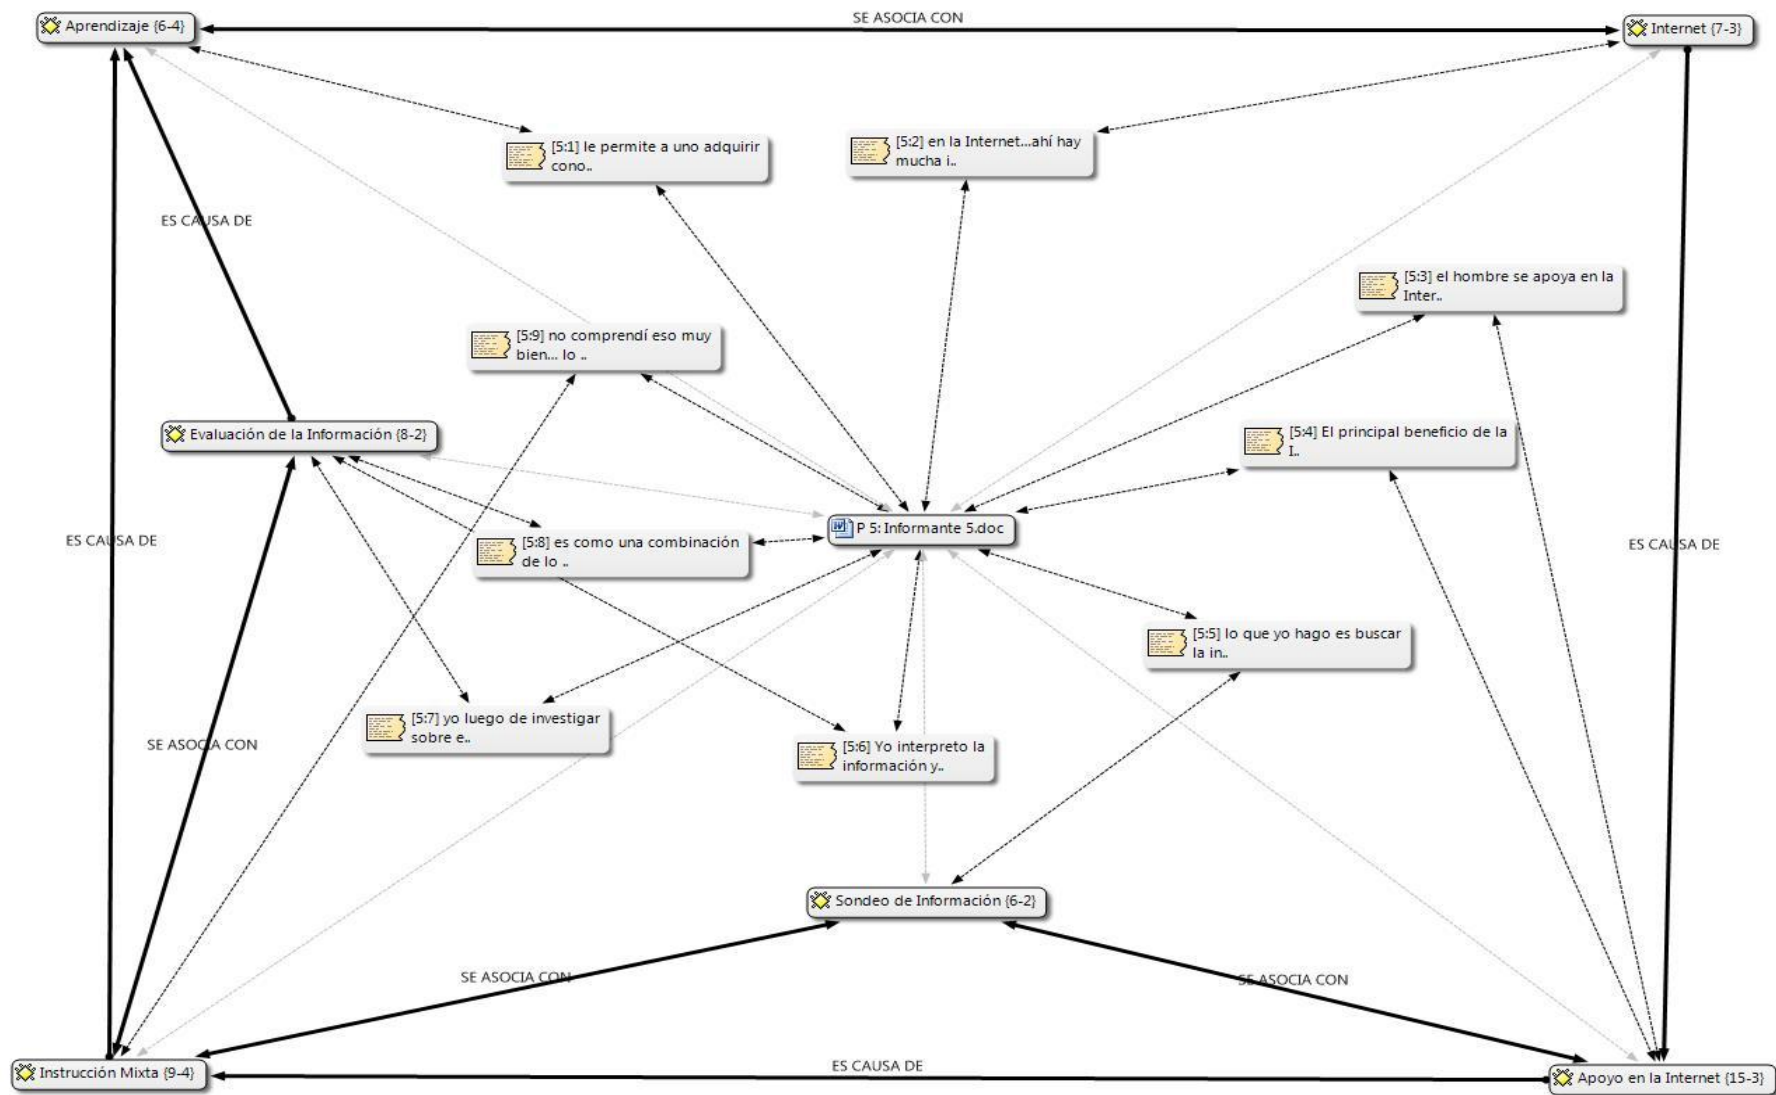 SE ASOCIA CON
Aprendizaje {6-4}
Internet {7-3}
[5:1] le permite a uno adquirir
cono..
[5:2] en la Internet...ahí hay
mucha i..
ES CAUSA DE
[5:3] el hombre se apoya en la
Inter..
[5:9] no comprendí eso muy
bien... lo ..
Evaluación de la Información {8-2}
[5:4] El principal beneficio de la
I..
P 5: Informante 5.doc
ES CAUSA DE
[5:8] es como una combinación
de lo ..
ES CAUSA DE
[5:5] lo que yo hago es buscar
la in..
[5:7] yo luego de investigar
sobre e..
SE ASOCIA CON
[5:6] Yo interpreto la
información y..
Sondeo de Información {6-2}
SE ASOCIA CON
SE ASOCIA CON
Instrucción Mixta {9-4}
ES CAUSA DE
Apoyo en la Internet {15-3}